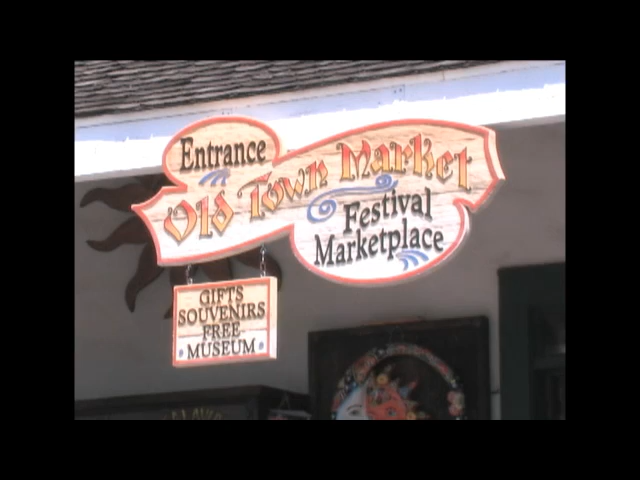 Entrance
Old Town Market
Festival
Marketplace
GIFTS
SOUVENIRS
FREE
MUSEUM